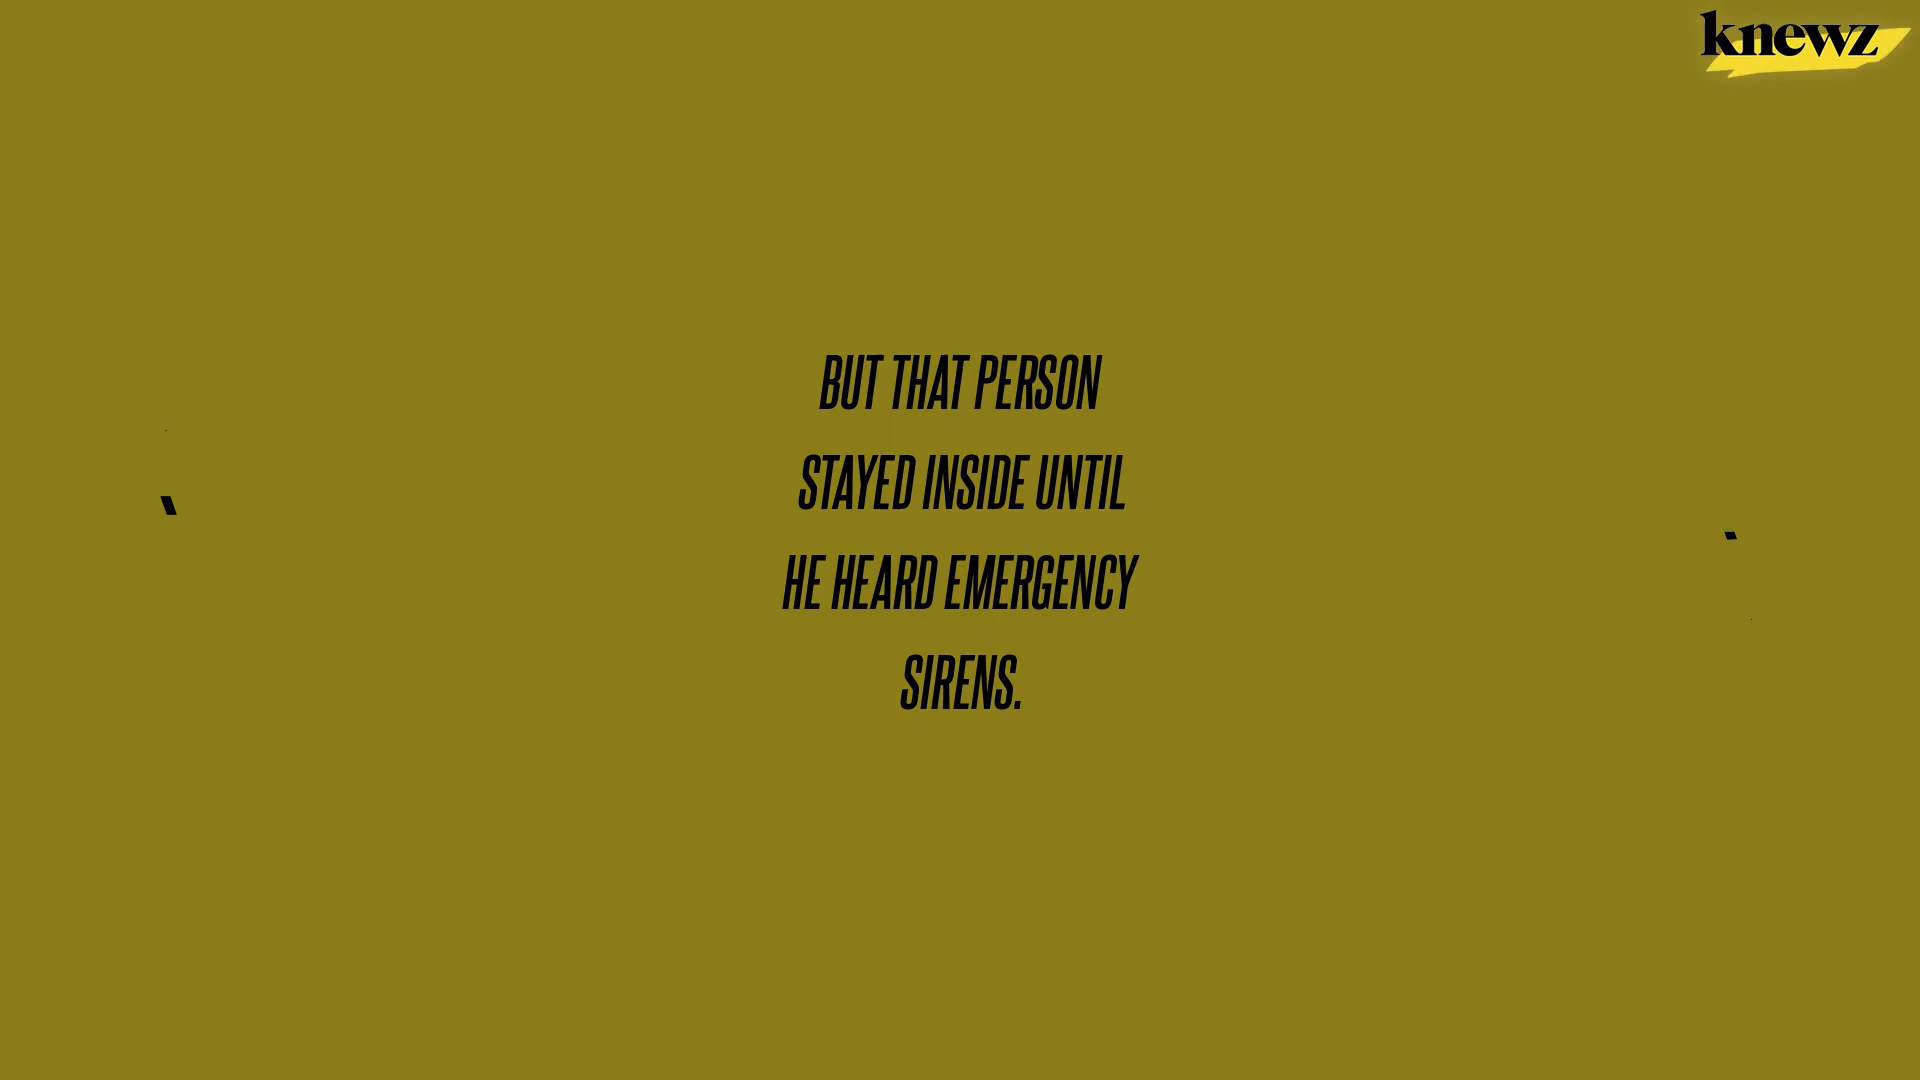 knewz
BUT THAT PERSON
STAYED INSIDE UNTIL
HE HEARD EMERGENCY
SIRENS.